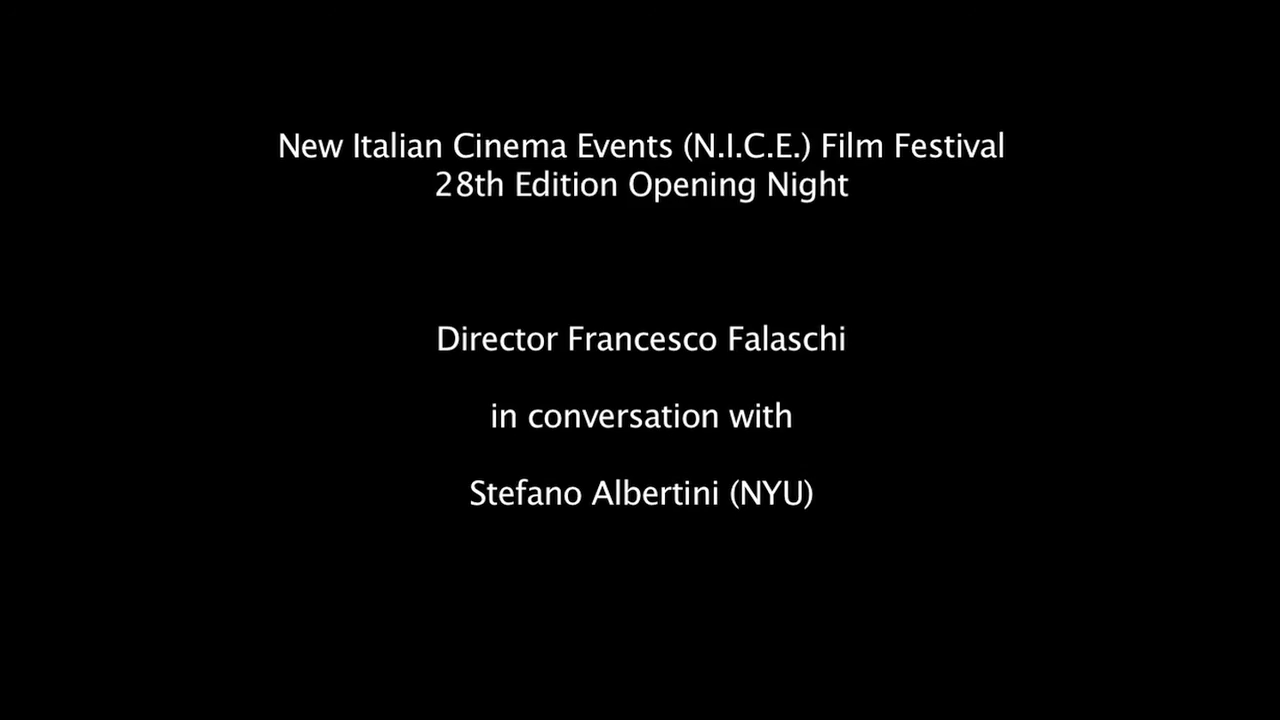 New Italian Cinema Events (N.I.C.E.) Film Festival
28th Edition Opening Night
Director Francesco Falaschi
in conversation with
Stefano Albertini (NYU)